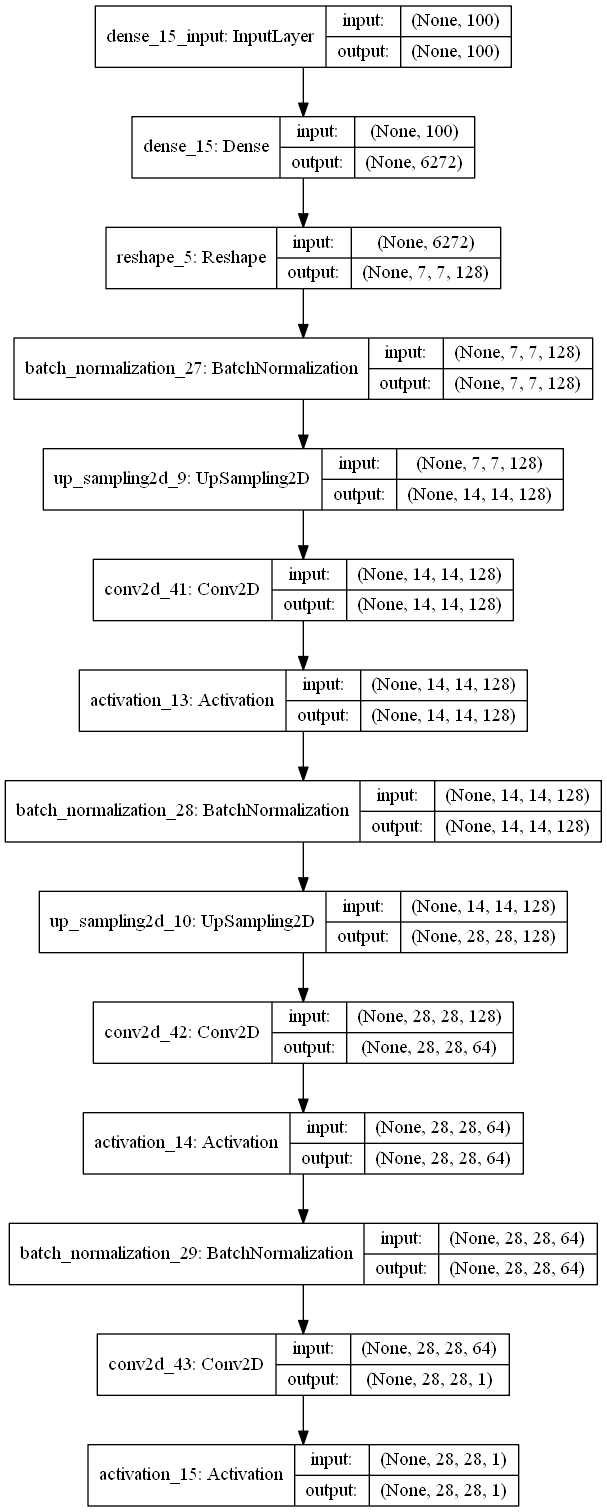 dense_15_input: InputLayer
input: (None, 100)
output: (None, 100)
dense_15: Dense
input: (None, 100)
output: (None, 6272)
reshape_5: Reshape
input: (None, 6272)
output: (None, 7, 7, 128)
batch_normalization_27: BatchNormalization
input: (None, 7, 7, 128)
output: (None, 7, 7, 128)
up_sampling2d_9: UpSampling2D
input: (None, 7, 7, 128)
output: (None, 14, 14, 128)
conv2d_41: Conv2D
input: (None, 14, 14, 128)
output: (None, 14, 14, 128)
activation_13: Activation
input: (None, 14, 14, 128)
output: (None, 14, 14, 128)
batch_normalization_28: BatchNormalization
input: (None, 14, 14, 128)
output: (None, 14, 14, 128)
up_sampling2d_10: UpSampling2D
input: (None, 14, 14, 128)
output: (None, 28, 28, 128)
conv2d_42: Conv2D
input: (None, 28, 28, 128)
output: (None, 28, 28, 64)
activation_14: Activation
input: (None, 28, 28, 64)
output: (None, 28, 28, 64)
batch_normalization_29: BatchNormalization
input: (None, 28, 28, 64)
output: (None, 28, 28, 64)
conv2d_43: Conv2D
input: (None, 28, 28, 64)
output: (None, 28, 28, 1)
activation_15: Activation
input: (None, 28, 28, 1)
output: (None, 28, 28, 1)